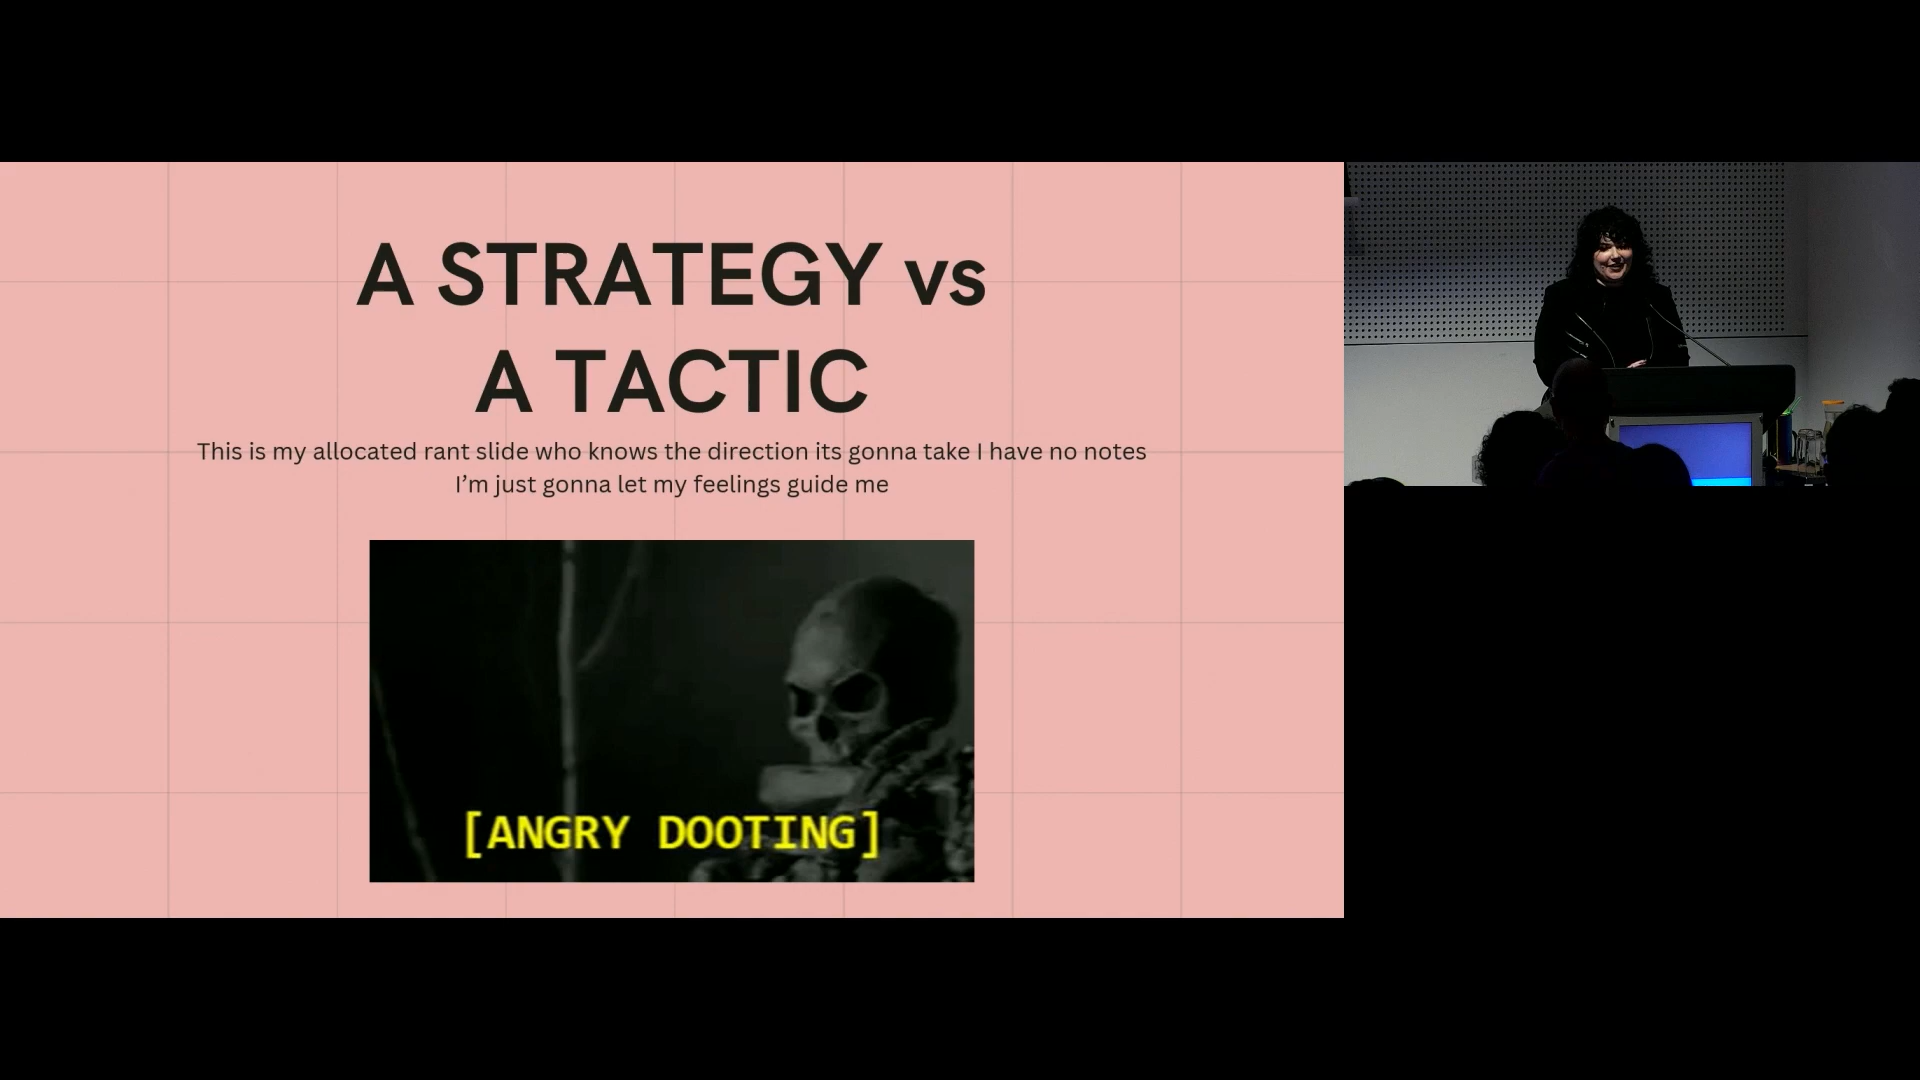 A STRATEGY vs
A TACTIC
This is my allocated rant slide who knows the direction its gonna take I have no notes
I’m just gonna let my feelings guide me
[ANGRY DOOTING]